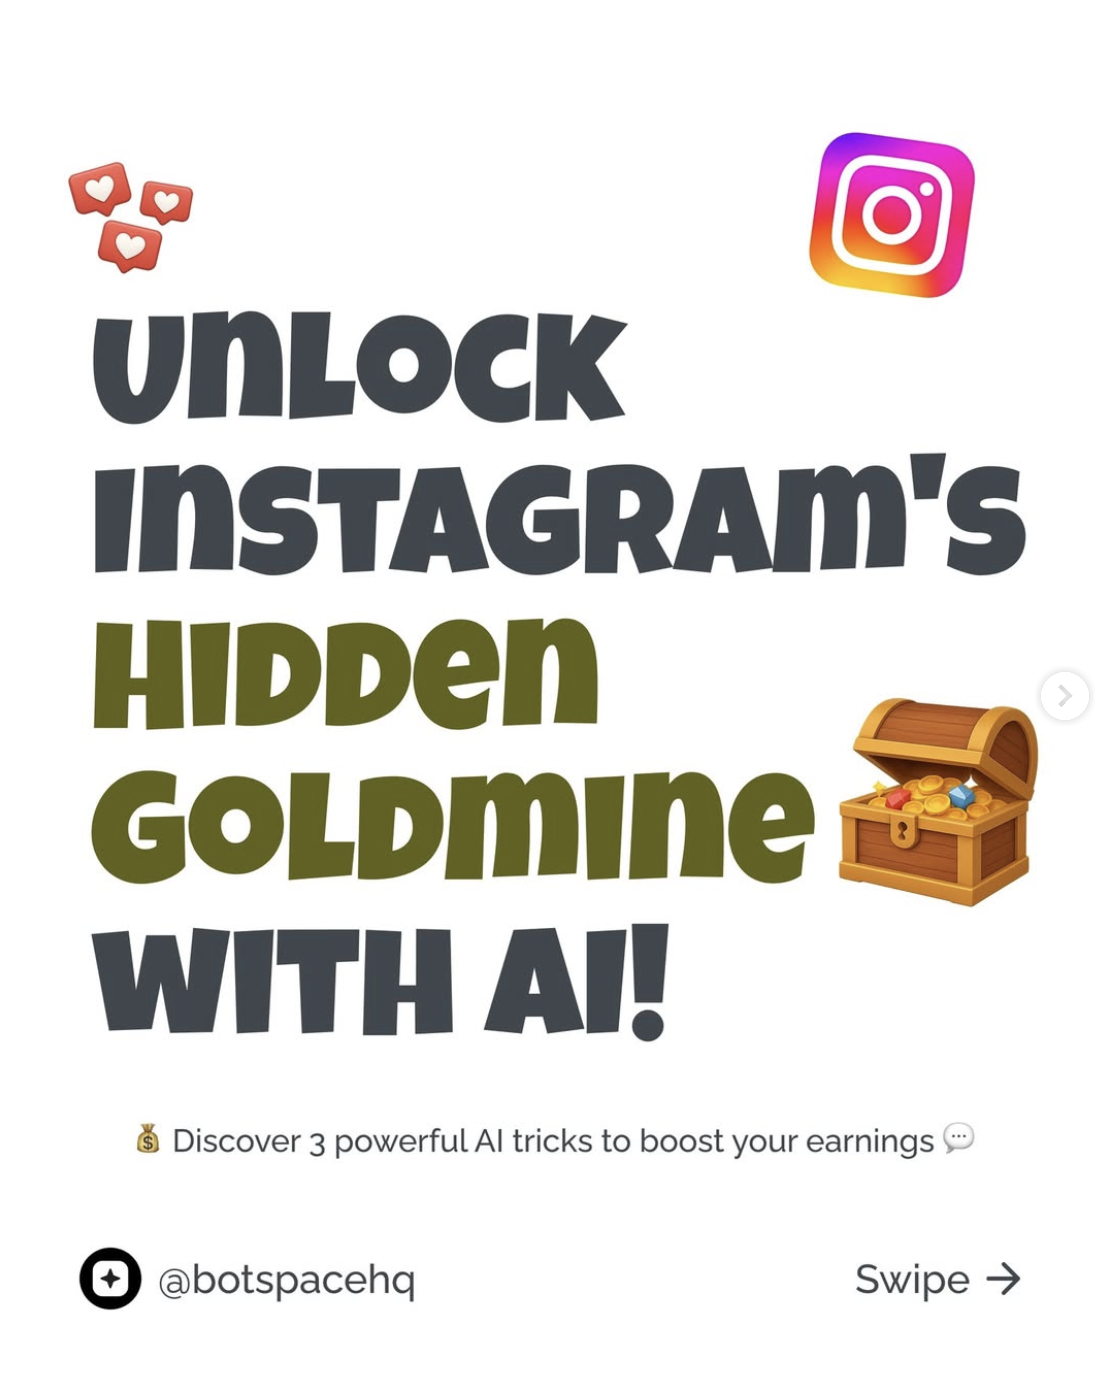 UnLOCK
InSTAGRAm'S
HIDDen
GOLDmIne
WITH AI!
💰 Discover 3 powerful AI tricks to boost your earnings 💬
@botspacehq
Swipe →